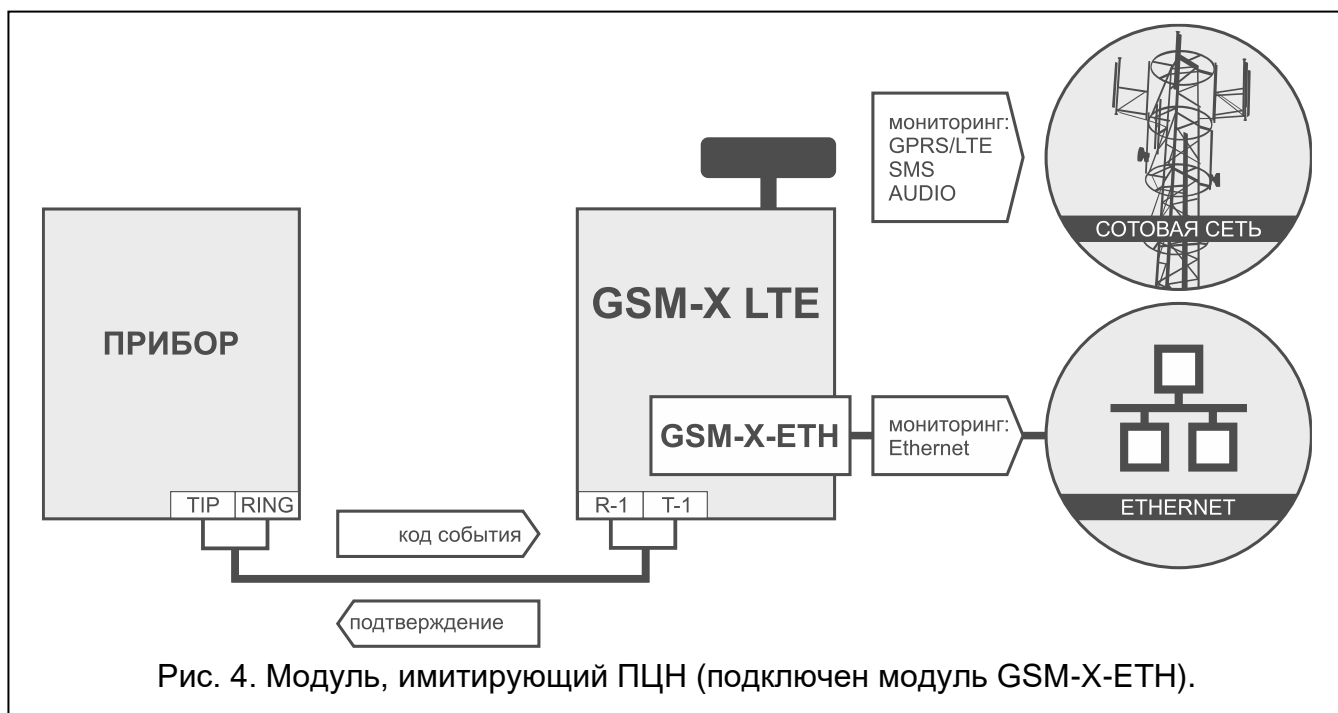 мониторинг:
GPRS/LTE
SMS
AUDIO
СОТОВАЯ СЕТЬ
ПРИБОР
GSM-X LTE
GSM-X-ETH
мониторинг:
Ethernet
ETHERNET
TIP RING
R-1 T-1
код события
подтверждение
Рис. 4. Модуль, имитирующий ПЦН (подключен модуль GSM-X-ETH).